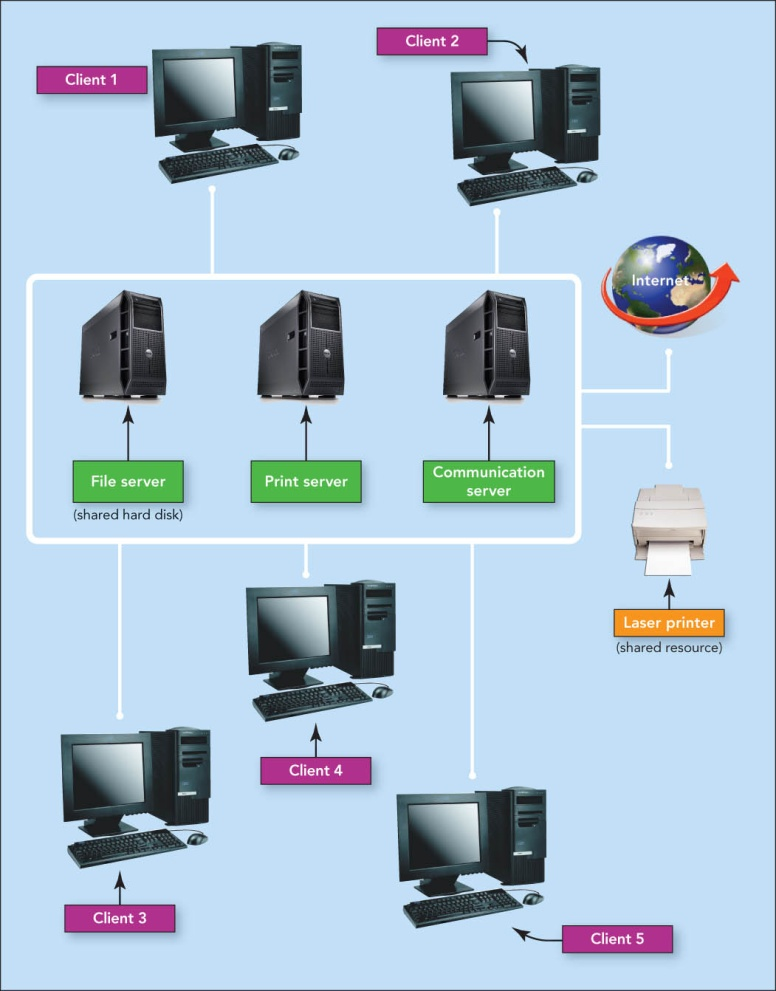 Client 1
Client 2
Internet
File server
(shared hard disk)
Print server
Communication
server
Laser printer
(shared resource)
Client 4
Client 3
Client 5